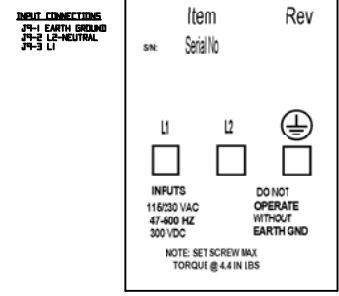 INPUT CONNECTIONS
J9-1 EARTH GROUND
J9-2 L2-NEUTRAL
J9-3 L1
Item Rev
S/N: Serial No
L1 L2
INPUTS
115/230 VAC
47-600 HZ
300 VDC
DO NOT
OPERATE
WITHOUT
EARTH GND
NOTE: SET SCREW MAX
TORQUE @ 4.4 IN LBS